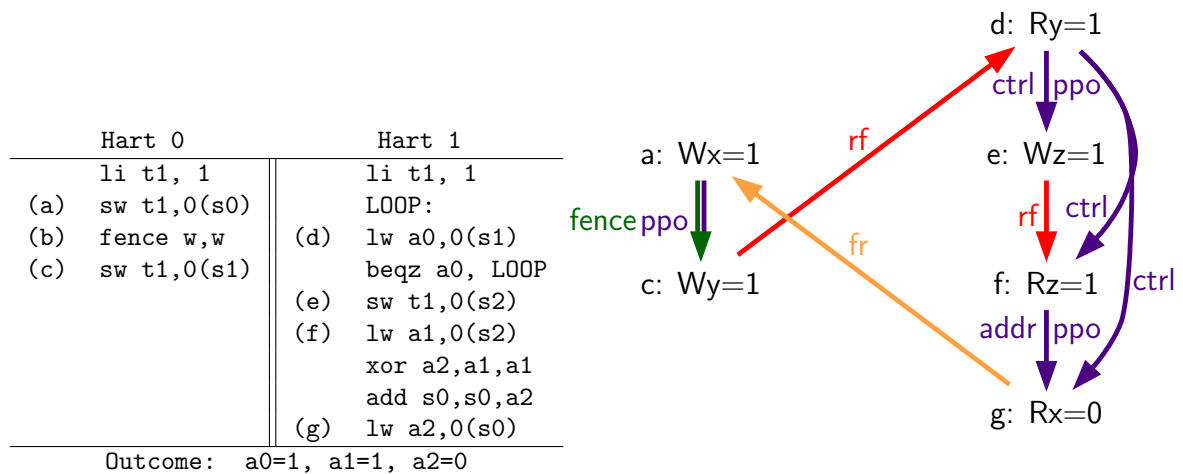 Hart 0 Hart 1
li t1, 1 li t1, 1
(a) sw t1,0(s0) LOOP:
(b) fence w,w (d) lw a0,0(s1)
(c) sw t1,0(s1) beqz a0, LOOP
(e) sw t1,0(s2)
(f) lw a1,0(s2)
xor a2,a1,a1
add s0,s0,a2
(g) lw a2,0(s0)
Outcome: a0=1, a1=1, a2=0
d: Ry=1
ctrl ppo
rf
a: Wx=1
e: Wz=1
fence ppo
fr
rf
ctrl
c: Wy=1
f: Rz=1
ctrl
addr ppo
g: Rx=0